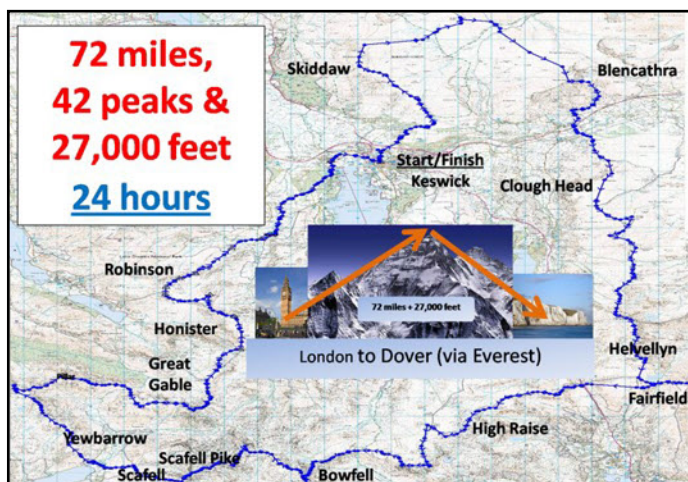 72 miles,
42 peaks &
27,000 feet
24 hours
Skiddaw
Blencathra
Start/Finish
Keswick
Clough Head
Robinson
72 miles + 27,000 feet
Honister
London to Dover (via Everest)
Great
Gable
Helvellyn
Fairfield
High Raise
Yewbarrow
Scafell Pike
Scafell
Bowfell